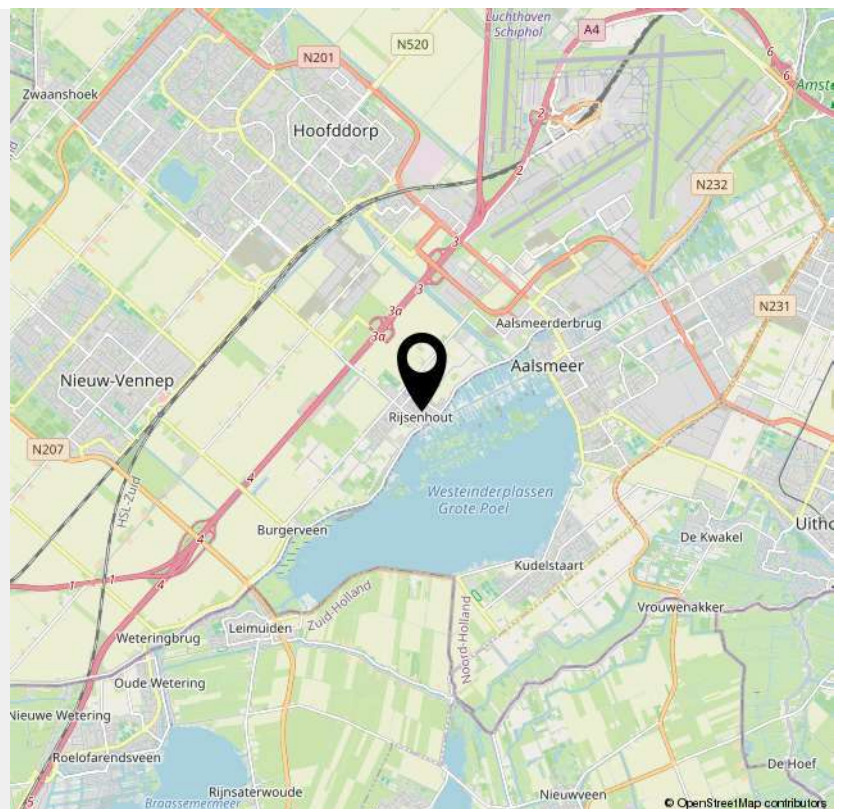 Luchthaven
Schiphol
A4
N520
N201
6
6
Zwaanshoek
Amste
2
Hoofddorp
2
N232
3
3
N231
3a
3a
Aalsmeerderbrug
Aalsmeer
Nieuw-Vennep
Rijsenhout
N207
4
HSL-Zuid
Westeinderplassen
Grote Poel
Burgerveen
4
De Kwakel
Uitho
Kudelstaart
1
1
4
Zuid-Holland
Noord-Holland
Vrouwenakker
Leimuiden
Weteringbrug
Oude Wetering
Nieuwe Wetering
Roelofarendsveen
De Hoef
Rijnsaterwoude
Nieuwveen
5
Braassemermeer
© OpenStreetMap contributors